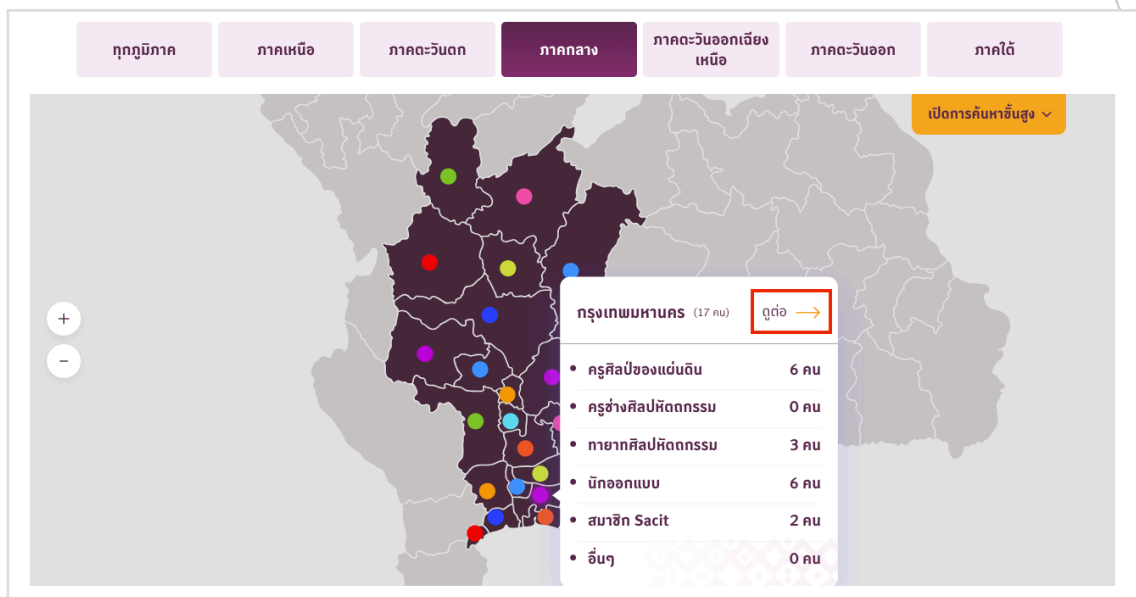 ทุกภูมิภาค
ภาคเหนือ
ภาคตะวันตก
ภาคกลาง
ภาคตะวันออกเฉียง
เหนือ
ภาคตะวันออก
ภาคใต้
เปิดการค้นหาขั้นสูง
+
−
กรุงเทพมหานคร (17 คน) ดูต่อ →
• ครูศิลป์ของแผ่นดิน 6 คน
• ครูช่างศิลปหัตถกรรม 0 คน
• ทายาทศิลปหัตถกรรม 3 คน
• นักออกแบบ 6 คน
• สมาชิก Sacit 2 คน
• อื่นๆ 0 คน